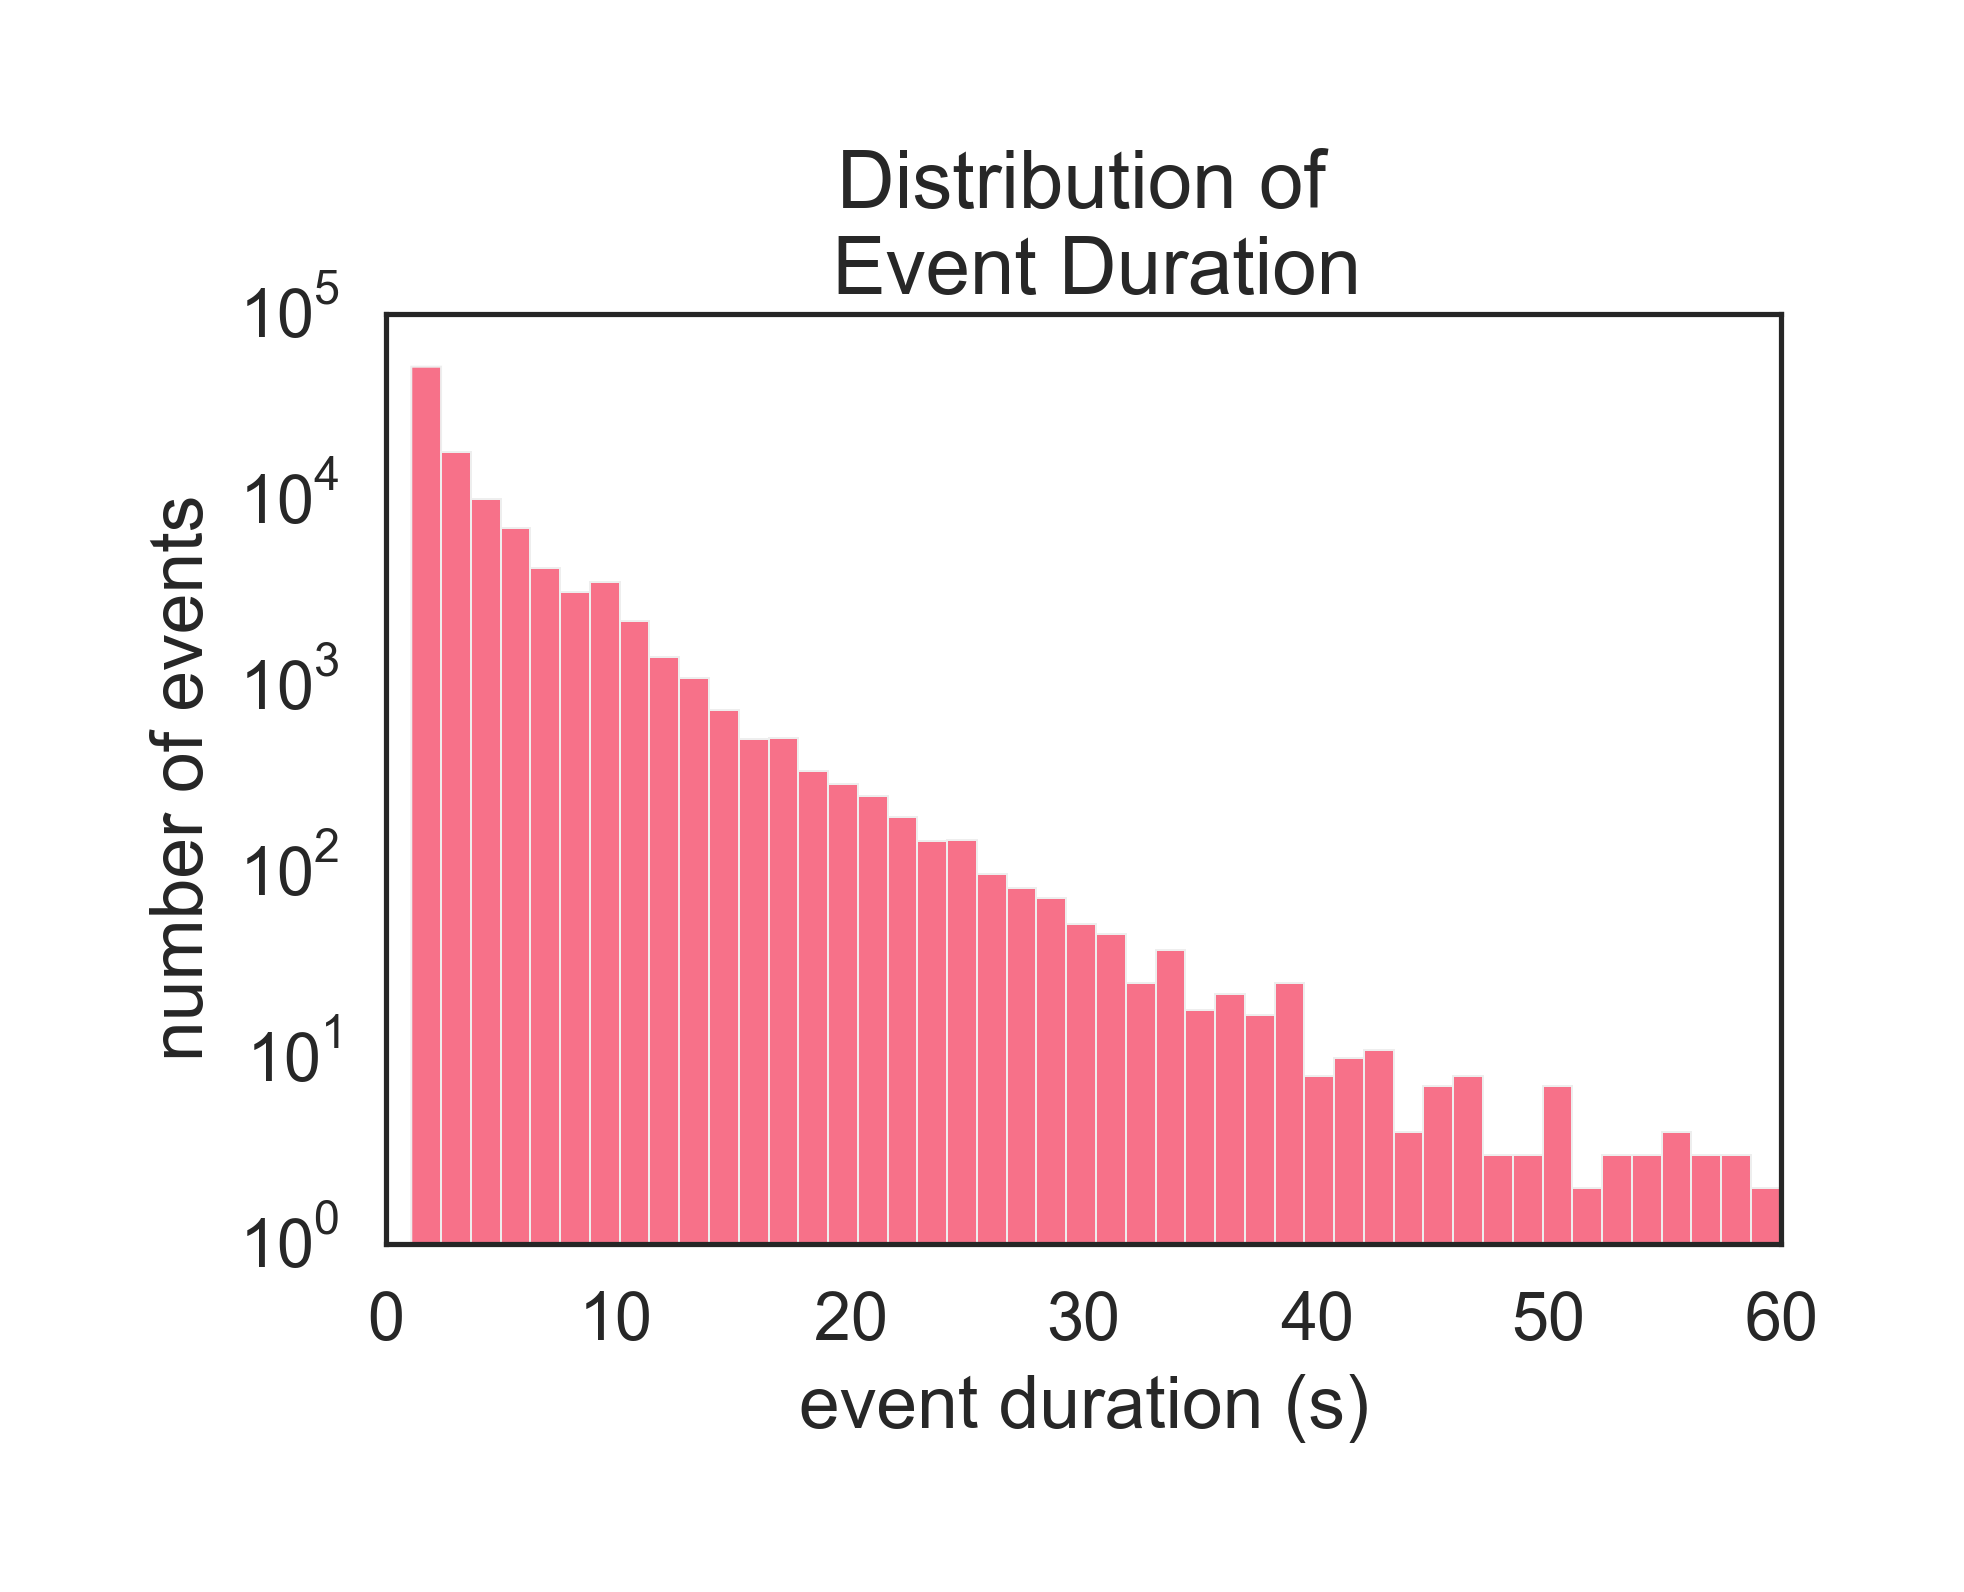 Distribution of
Event Duration
10^5
10^4
10^3
10^2
10^1
10^0
number of events
0 10 20 30 40 50 60
event duration (s)